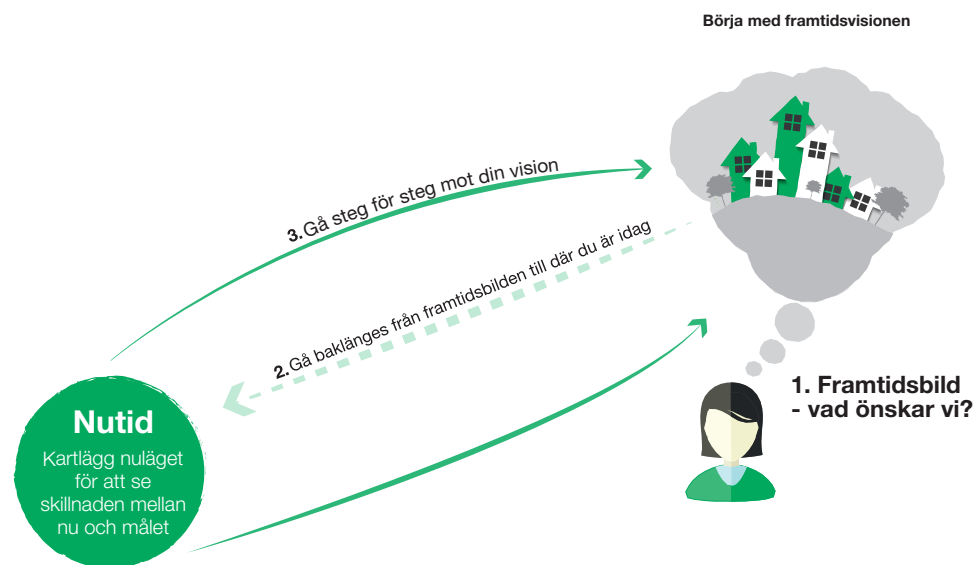 Börja med framtidsvisionen
3. Gå steg för steg mot din vision
2. Gå baklänges från framtidsbilden till där du är idag
1. Framtidsbild
- vad önskar vi?
Nutid
Kartlägg nuläget
för att se
skillnaden mellan
nu och målet